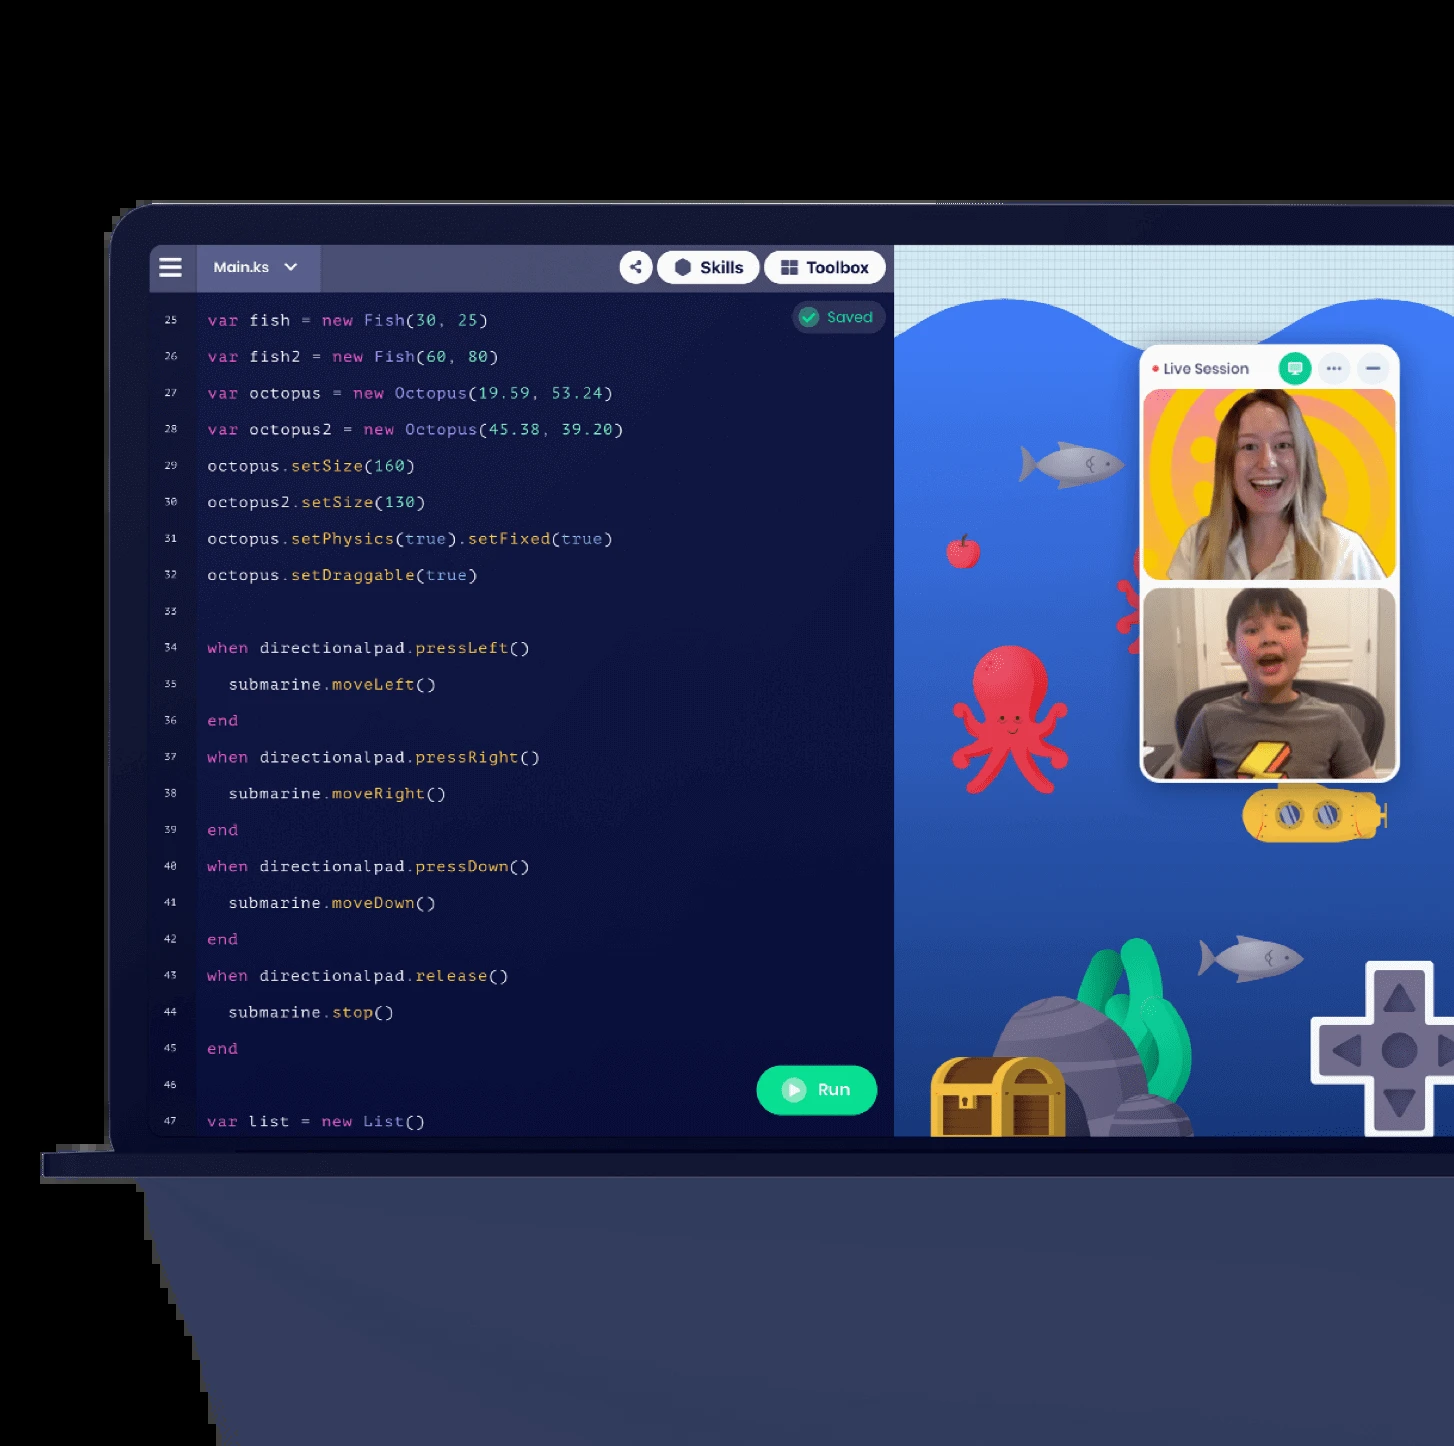 Main.ks
Skills
Toolbox
Saved
25 var fish = new Fish(30, 25)
26 var fish2 = new Fish(60, 80)
27 var octopus = new Octopus(19.59, 53.24)
28 var octopus2 = new Octopus(45.38, 39.20)
29 octopus.setSize(160)
30 octopus2.setSize(130)
31 octopus.setPhysics(true).setFixed(true)
32 octopus.setDraggable(true)
33
34 when directionalpad.pressLeft()
35 submarine.moveLeft()
36 end
37 when directionalpad.pressRight()
38 submarine.moveRight()
39 end
40 when directionalpad.pressDown()
41 submarine.moveDown()
42 end
43 when directionalpad.release()
44 submarine.stop()
45 end
46
47 var list = new List()
Run
Live Session